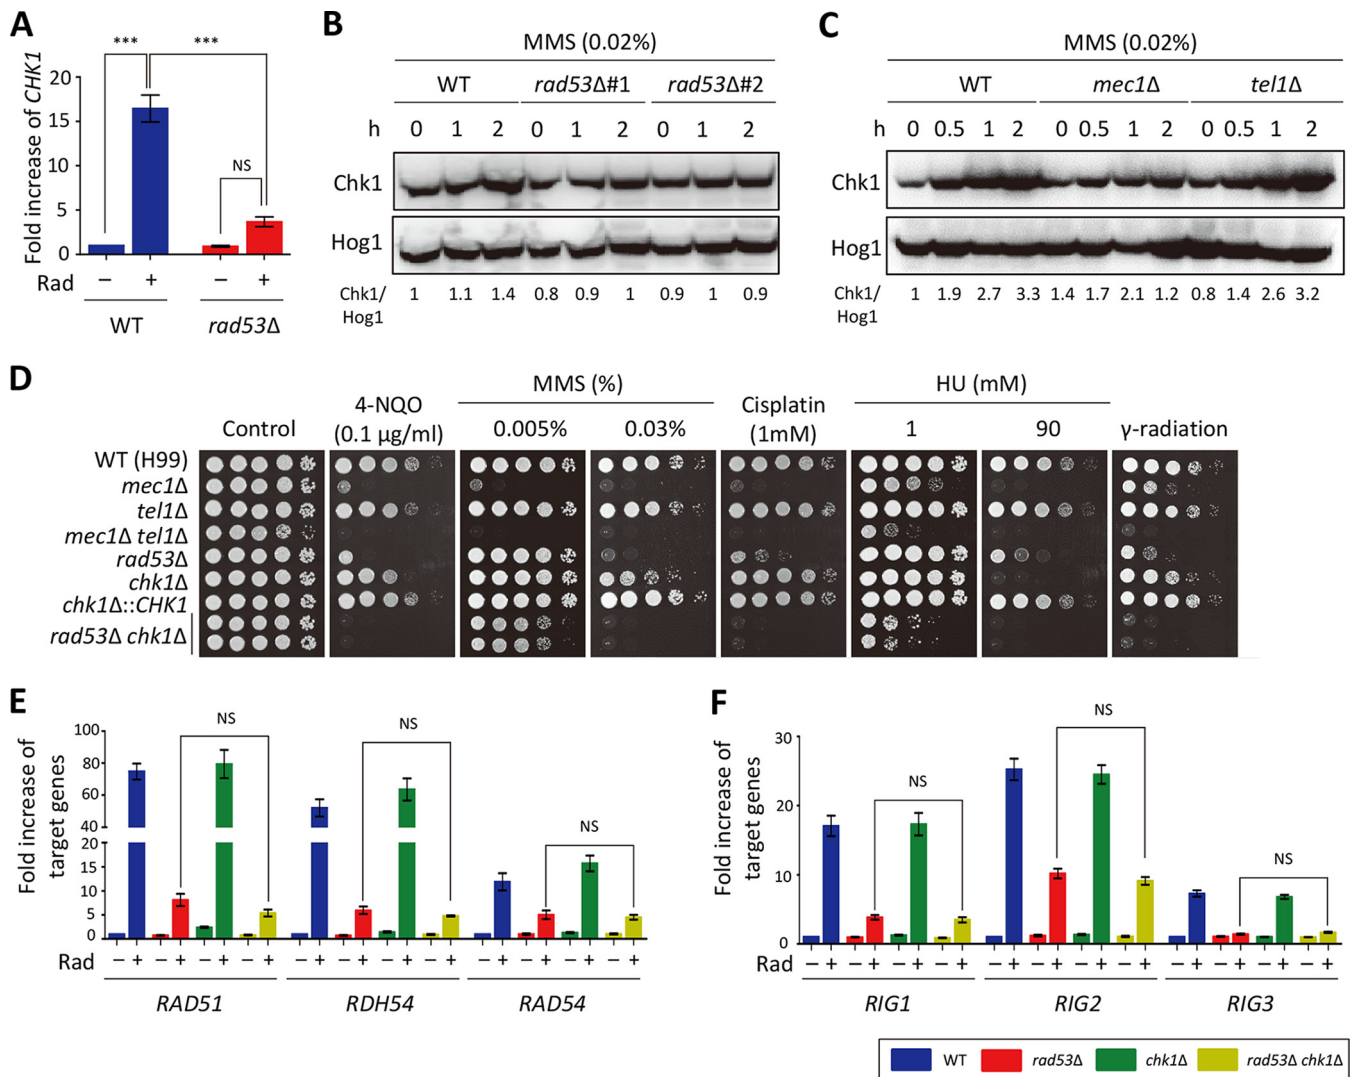 A
Fold increase of CHK1
***
***
NS
20
15
10
5
0
Rad − + − +
WT rad53Δ
B
MMS (0.02%)
WT rad53Δ#1 rad53Δ#2
h 0 1 2 0 1 2 0 1 2
Chk1
Hog1
Chk1/
Hog1
1 1.1 1.4 0.8 0.9 1 0.9 1 0.9
C
MMS (0.02%)
WT mec1Δ tel1Δ
h 0 0.5 1 2 0 0.5 1 2 0 0.5 1 2
Chk1
Hog1
Chk1/
Hog1
1 1.9 2.7 3.3 1.4 1.7 2.1 1.2 0.8 1.4 2.6 3.2
D
Control
4-NQO
(0.1 µg/ml)
MMS (%)
0.005% 0.03%
Cisplatin
(1mM)
HU (mM)
1 90
γ-radiation
WT (H99)
mec1Δ
tel1Δ
mec1Δ tel1Δ
rad53Δ
chk1Δ
chk1Δ::CHK1
rad53Δ chk1Δ
E
Fold increase of
target genes
100
80
60
40
20
15
10
5
0
NS
NS
NS
Rad − + − + − + − + − + − + − + − + − + − + − + − +
RAD51 RDH54 RAD54
F
Fold increase of
target genes
30
20
10
0
NS
NS
NS
Rad − + − + − + − + − + − + − + − + − + − + − + − +
RIG1 RIG2 RIG3
WT rad53Δ chk1Δ rad53Δ chk1Δ